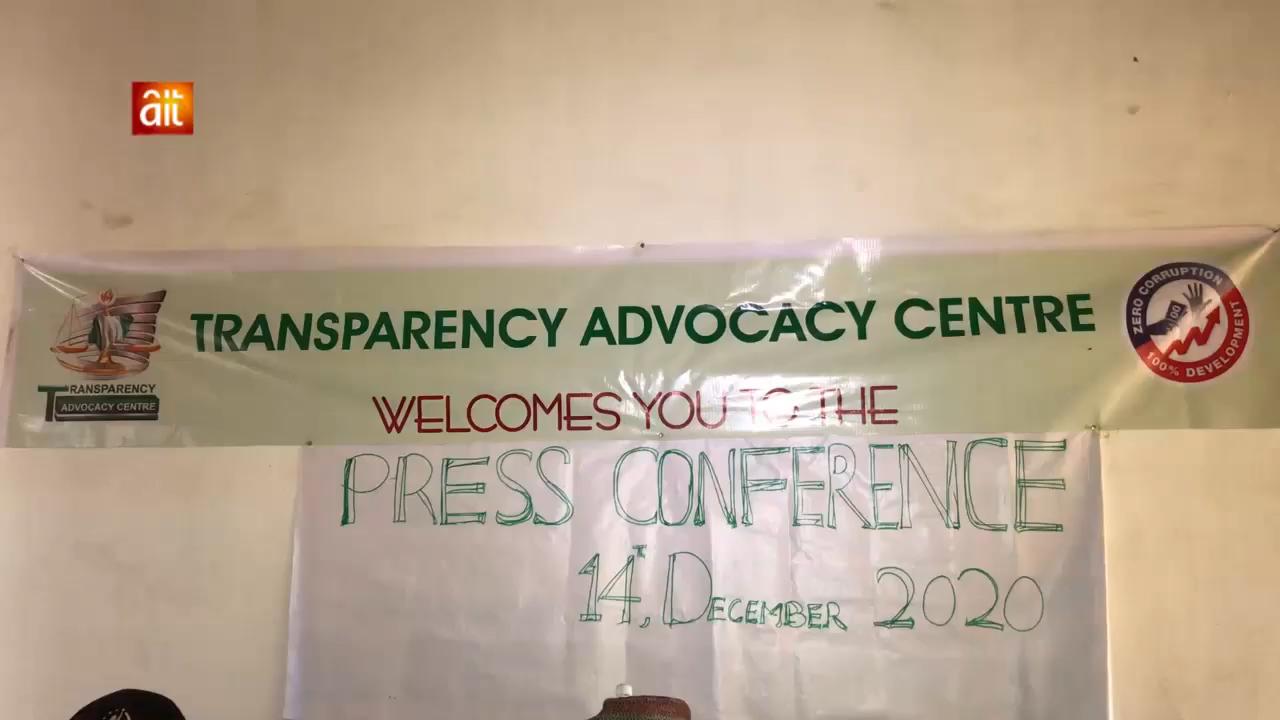 ait
TRANSPARENCY ADVOCACY CENTRE
TRANSPARENCY
ADVOCACY CENTRE
ZERO CORRUPTION
100% DEVELOPMENT
WELCOMES YOU TO THE
PRESS CONFERENCE
14T, DECEMBER 2020